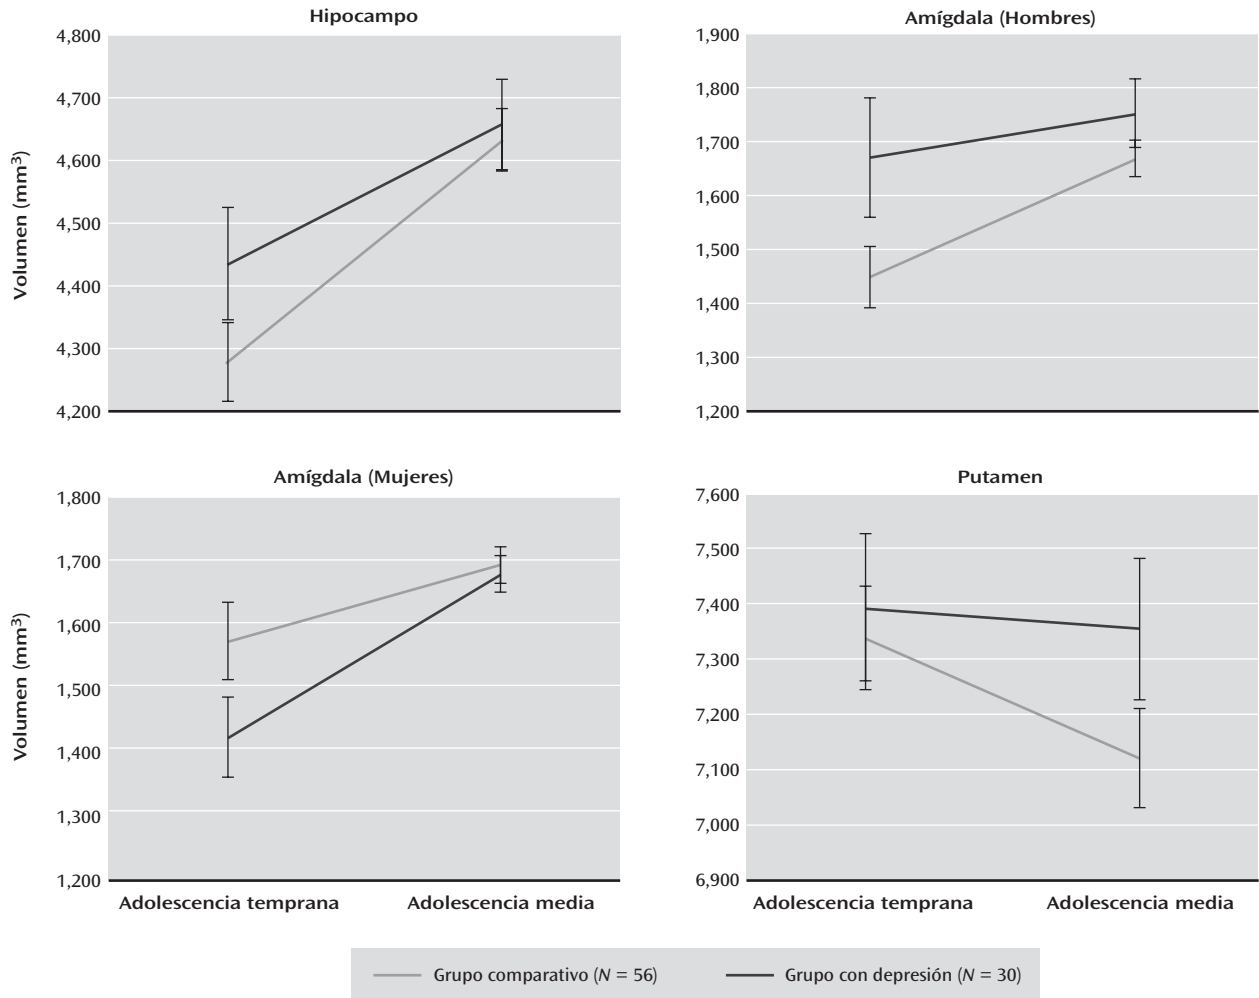 Hipocampo
4,800
4,700
4,600
4,500
4,400
4,300
4,200
Volumen (mm³)
Amígdala (Hombres)
1,900
1,800
1,700
1,600
1,500
1,400
1,300
1,200
Amígdala (Mujeres)
1,800
1,700
1,600
1,500
1,400
1,300
1,200
Volumen (mm³)
Adolescencia temprana
Adolescencia media
Putamen
7,600
7,500
7,400
7,300
7,200
7,100
7,000
6,900
Adolescencia temprana
Adolescencia media
Grupo comparativo (N = 56)
Grupo con depresión (N = 30)